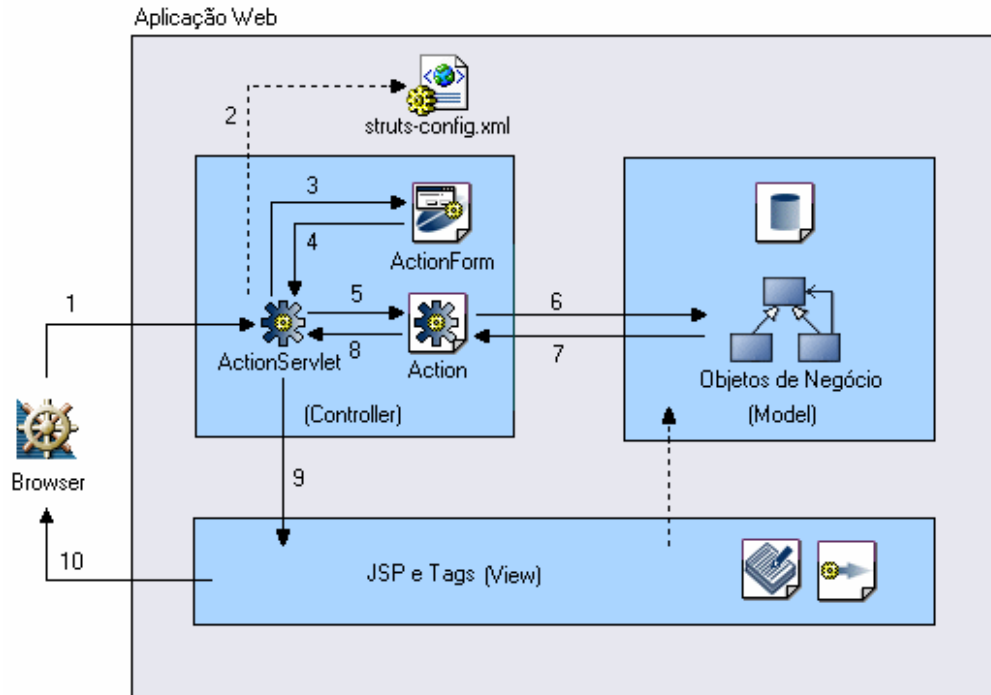 Aplicação Web
2
struts-config.xml
3
4
ActionForm
1
5
6
8
7
ActionServlet
Action
Objetos de Negócio
(Controller)
(Model)
Browser
9
10
JSP e Tags (View)